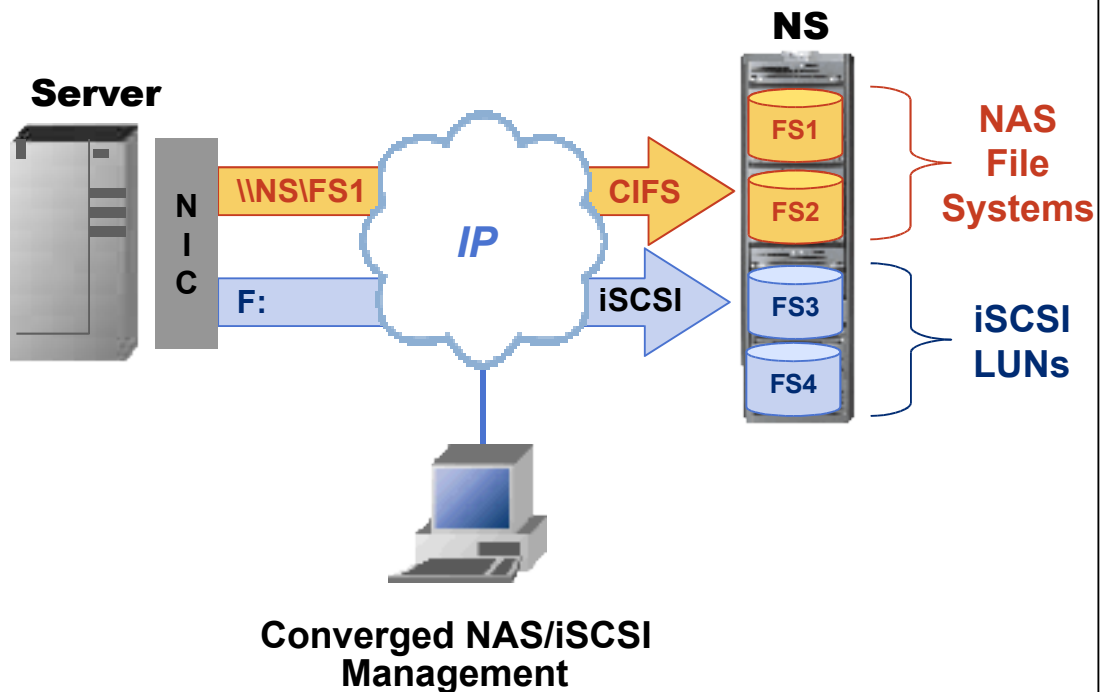 NS
Server
FS1
NAS
File
Systems
NIC
\\NS\FS1
CIFS
FS2
IP
F:
iSCSI
FS3
iSCSI
LUNs
FS4
Converged NAS/iSCSI
Management